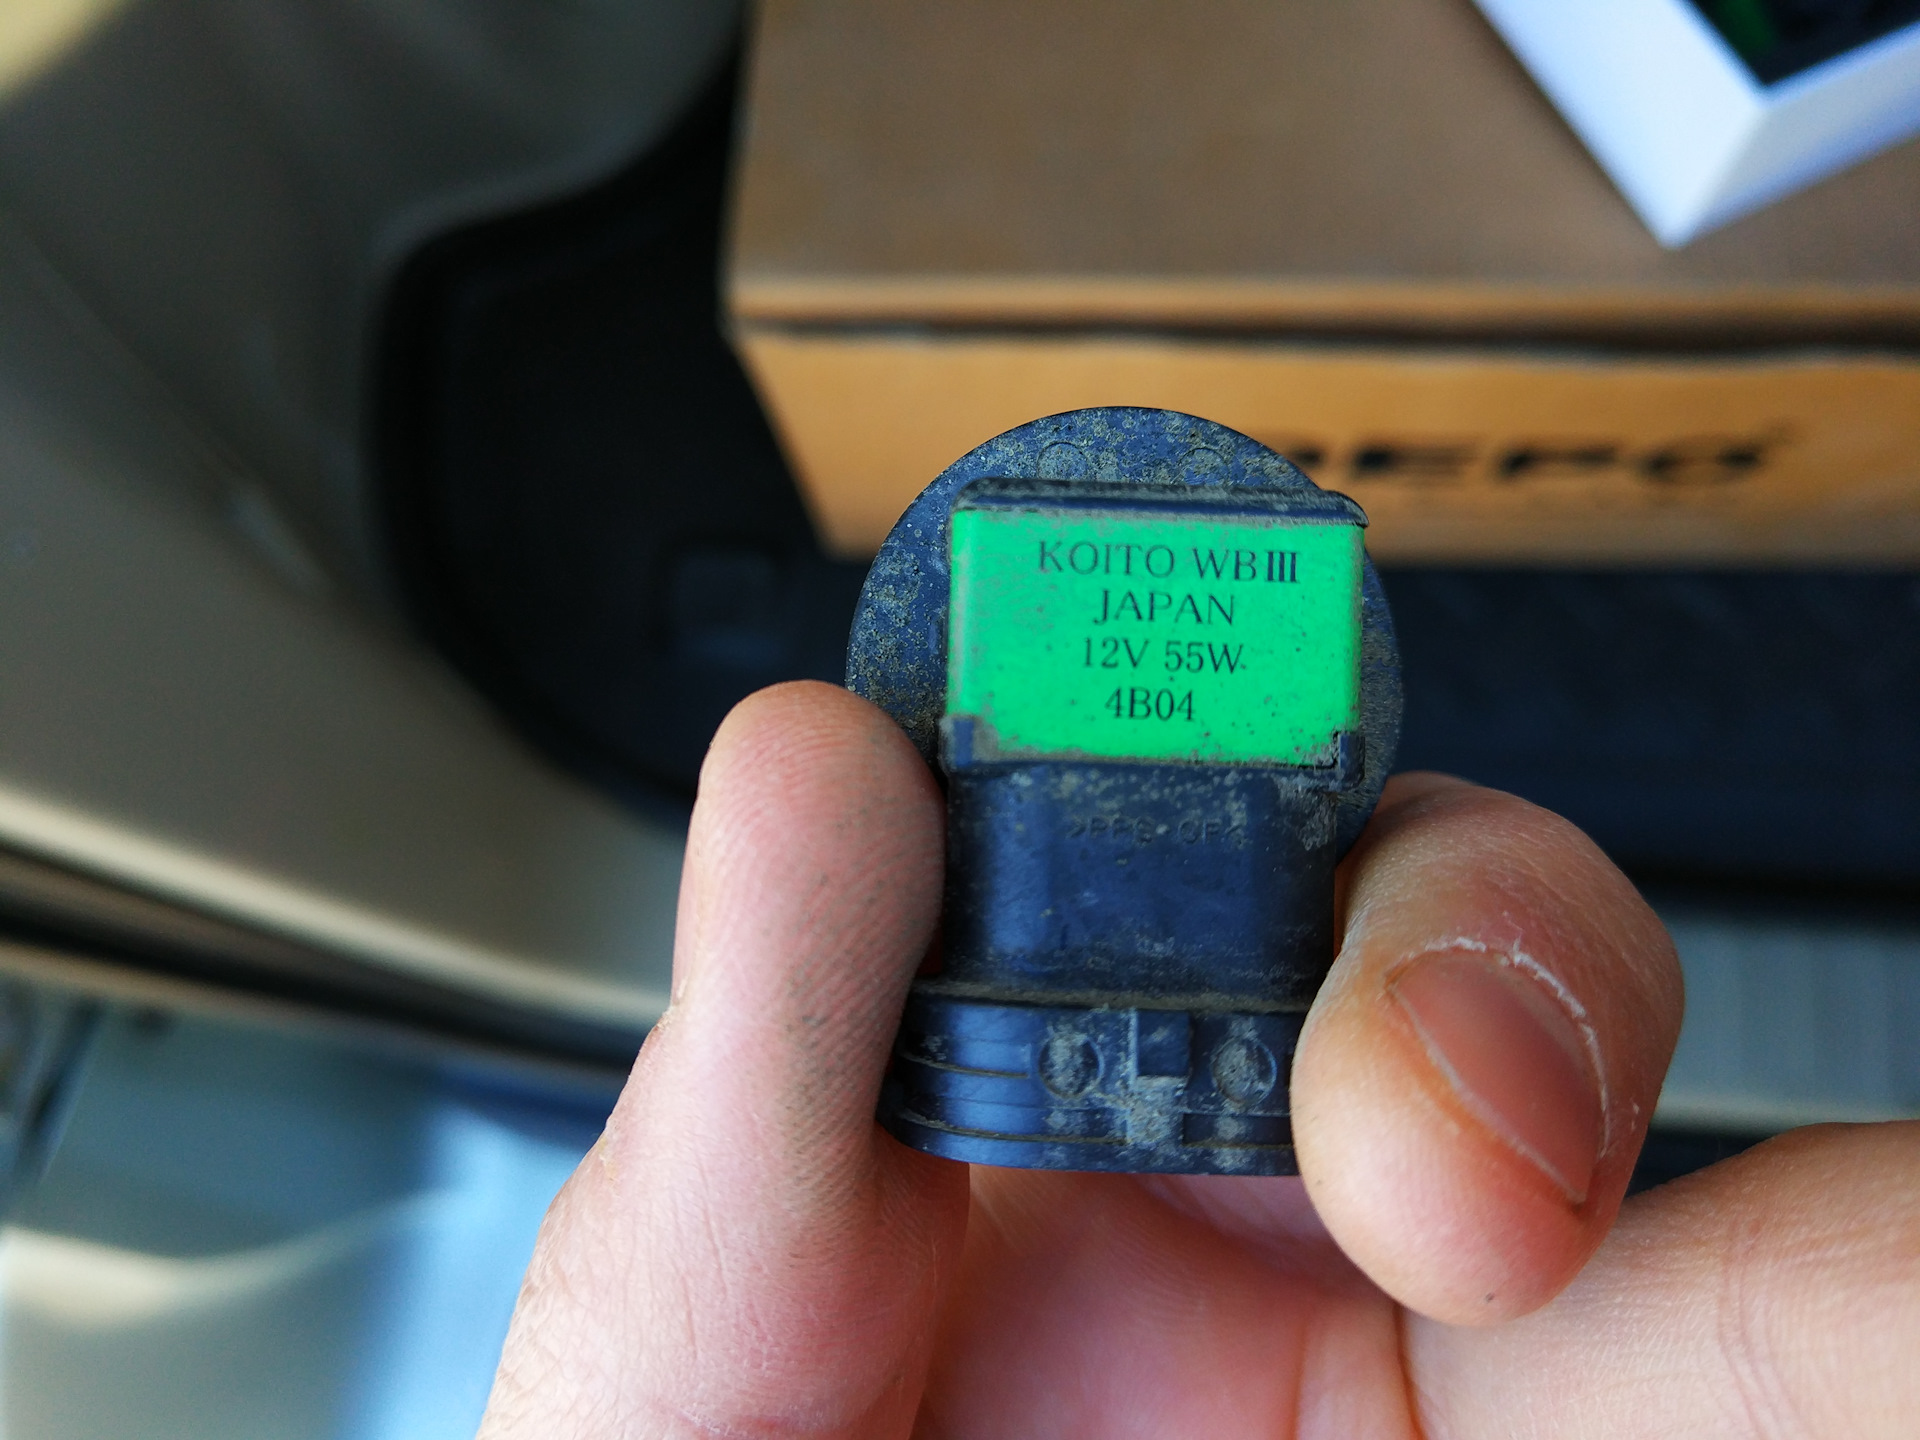 KOITO WBIII
JAPAN
12V 55W
4B04